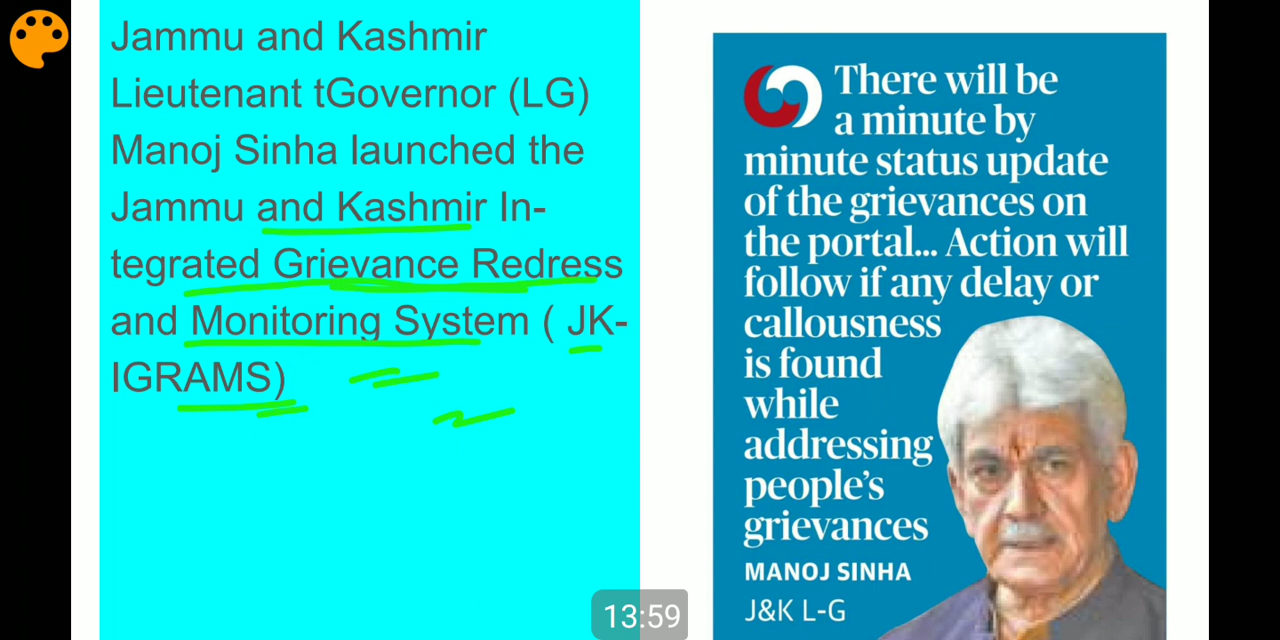 Jammu and Kashmir
Lieutenant tGovernor (LG)
Manoj Sinha launched the
Jammu and Kashmir In-
tegrated Grievance Redress
and Monitoring System ( JK-
IGRAMS)
There will be
a minute by
minute status update
of the grievances on
the portal... Action will
follow if any delay or
callousness
is found
while
addressing
people's
grievances
MANOJ SINHA
J&K L-G
13:59